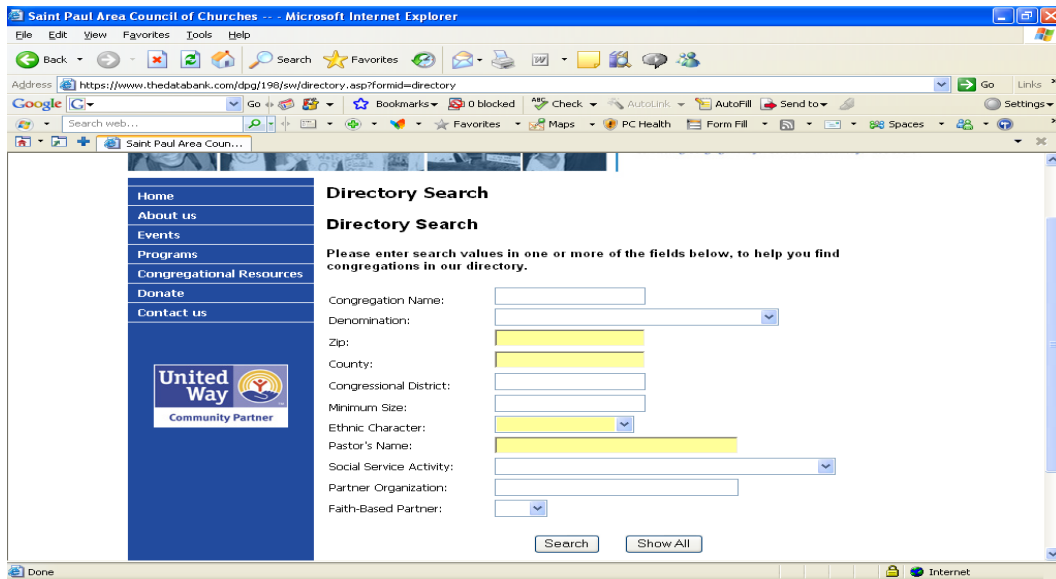 Saint Paul Area Council of Churches -- - Microsoft Internet Explorer
File Edit View Favorites Tools Help
Back Search Favorites
Address https://www.thedatabank.com/dpg/198/sw/directory.asp?formid=directory Go Links
Google G Go Bookmarks 0 blocked ABC Check AutoLink AutoFill Send to Settings
Search web... Favorites Maps PC Health Form Fill Spaces
Saint Paul Area Coun...
Home
About us
Events
Programs
Congregational Resources
Donate
Contact us
United Way
Community Partner
Directory Search
Directory Search
Please enter search values in one or more of the fields below, to help you find
congregations in our directory.
Congregation Name:
Denomination:
Zip:
County:
Congressional District:
Minimum Size:
Ethnic Character:
Pastor's Name:
Social Service Activity:
Partner Organization:
Faith-Based Partner:
Search Show All
Done Internet